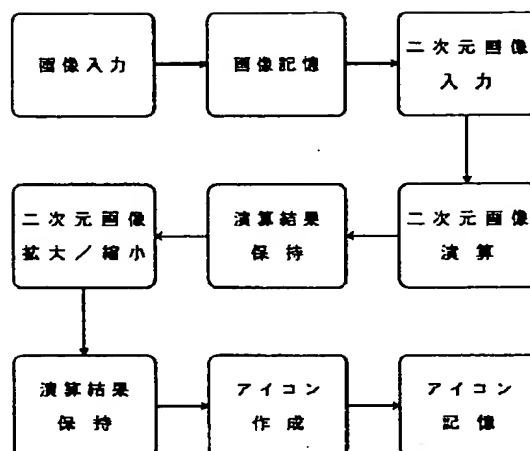 画像入力
画像記憶
二次元画像
入力
二次元画像
演算
演算結果
保持
二次元画像
拡大／縮小
演算結果
保持
アイコン
作成
アイコン
記憶